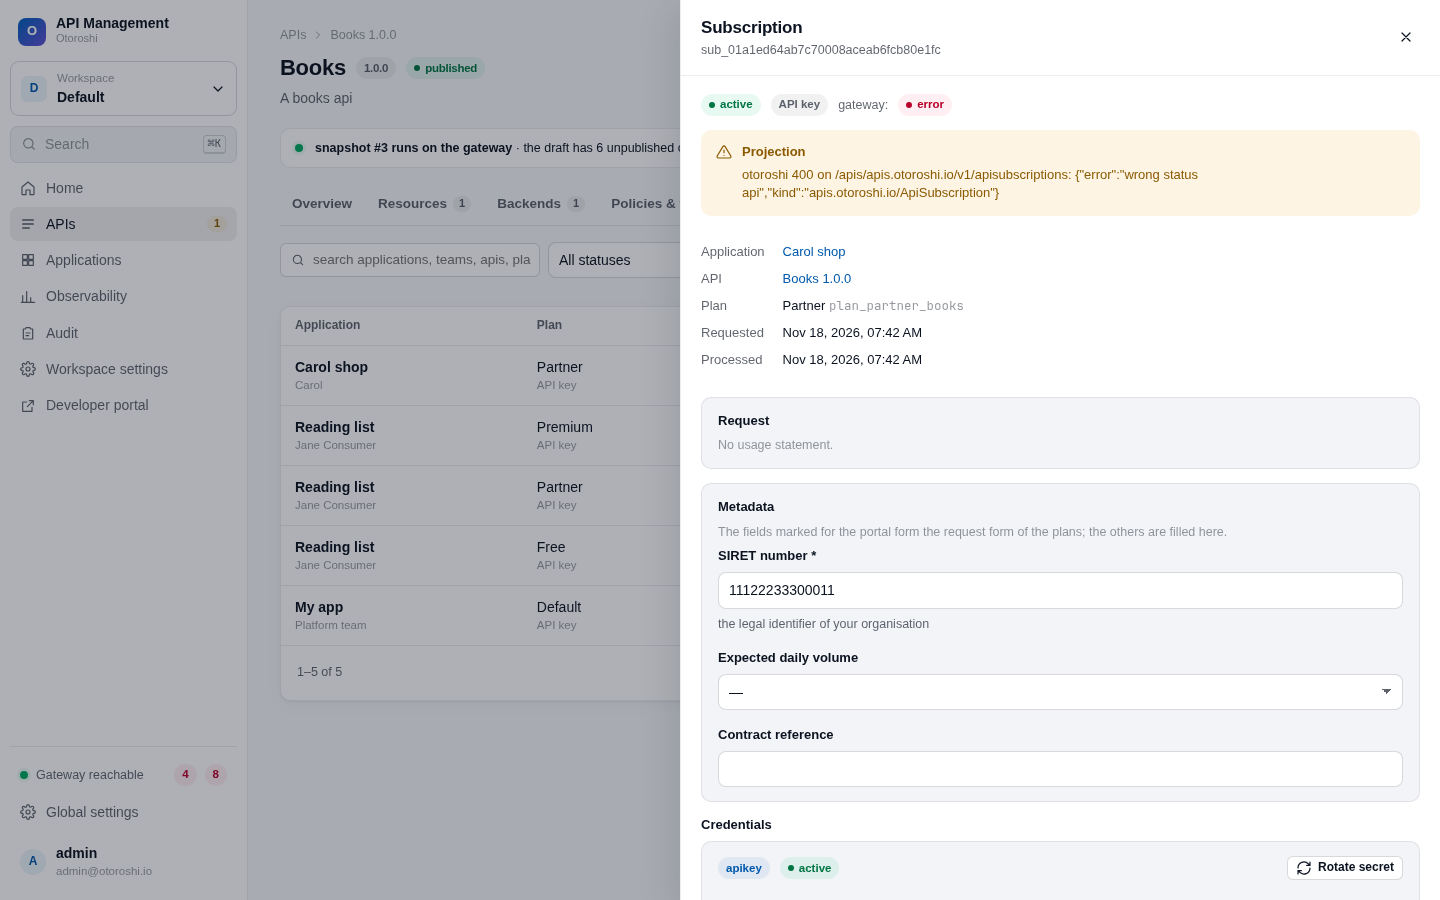 API Management
Otoroshi
O
D
Workspace
Default
Search
⌘K
Home
APIs 1
Applications
Observability
Audit
Workspace settings
Developer portal
Gateway reachable 4 8
Global settings
A
admin
admin@otoroshi.io
APIs > Books 1.0.0
Books 1.0.0 published
A books api
snapshot #3 runs on the gateway · the draft has 6 unpublished
Overview Resources 1 Backends 1 Policies &
search applications, teams, apis, pla
All statuses
Application Plan
Carol shop Partner
Carol API key
Reading list Premium
Jane Consumer API key
Reading list Partner
Jane Consumer API key
Reading list Free
Jane Consumer API key
My app Default
Platform team API key
1–5 of 5
Subscription
sub_01a1ed64ab7c70008aceab6fcb80e1fc
active API key gateway: error
Projection
otoroshi 400 on /apis/apis.otoroshi.io/v1/apisubscriptions: {"error":"wrong status
api","kind":"apis.otoroshi.io/ApiSubscription"}
Application Carol shop
API Books 1.0.0
Plan Partner plan_partner_books
Requested Nov 18, 2026, 07:42 AM
Processed Nov 18, 2026, 07:42 AM
Request
No usage statement.
Metadata
The fields marked for the portal form the request form of the plans; the others are filled here.
SIRET number *
11122233300011
the legal identifier of your organisation
Expected daily volume
—
Contract reference
Credentials
apikey active Rotate secret